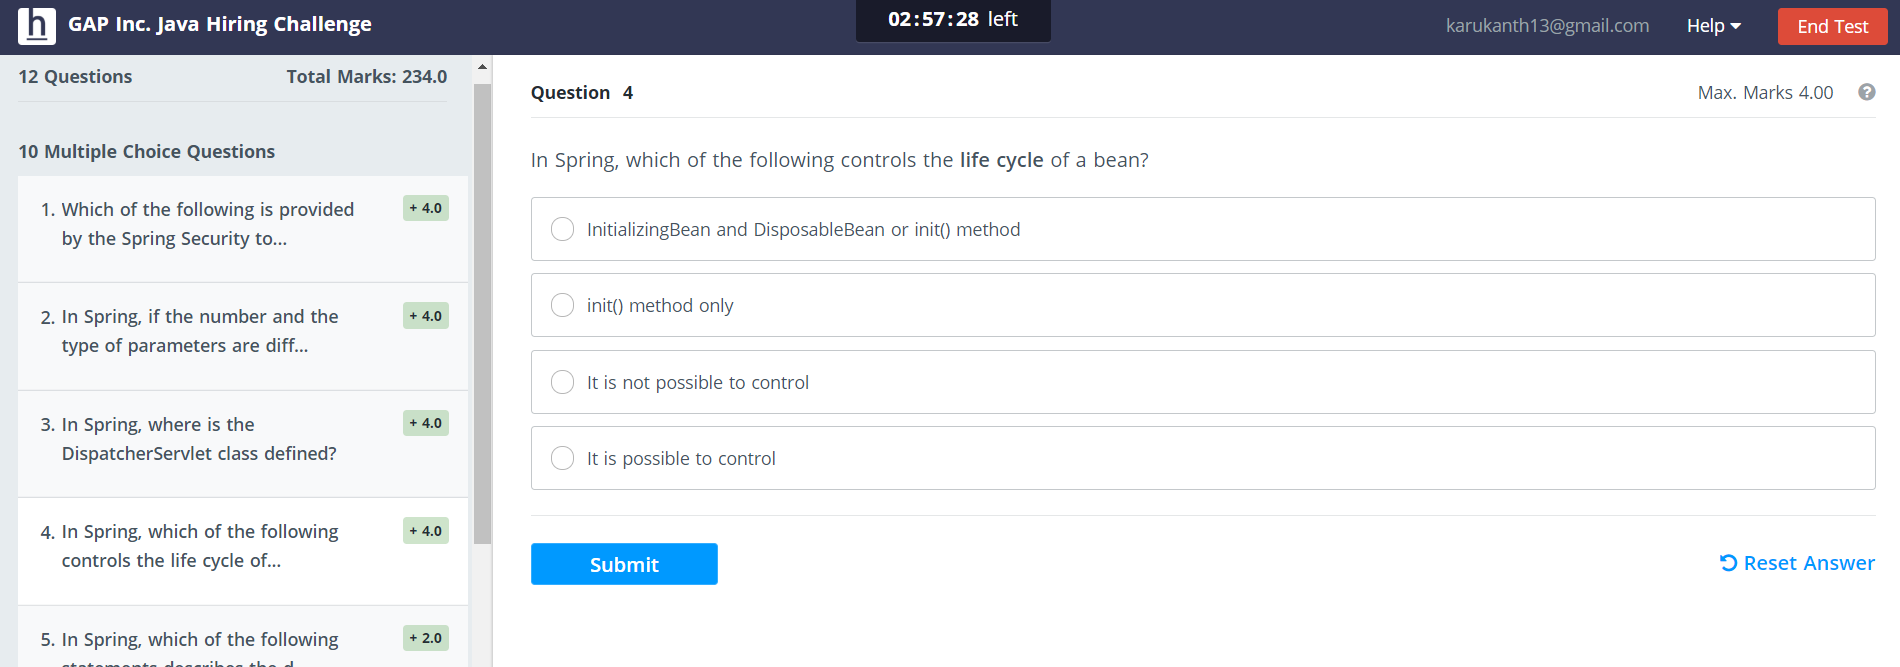 h GAP Inc. Java Hiring Challenge
02:57:28 left
karukanth13@gmail.com
Help
End Test
12 Questions
Total Marks: 234.0
10 Multiple Choice Questions
1. Which of the following is provided
by the Spring Security to...
+ 4.0
2. In Spring, if the number and the
type of parameters are diff...
+ 4.0
3. In Spring, where is the
DispatcherServlet class defined?
+ 4.0
4. In Spring, which of the following
controls the life cycle of...
+ 4.0
5. In Spring, which of the following
statements describes the d
+ 2.0
Question 4
Max. Marks 4.00
?
In Spring, which of the following controls the life cycle of a bean?
InitializingBean and DisposableBean or init() method
init() method only
It is not possible to control
It is possible to control
Submit
Reset Answer